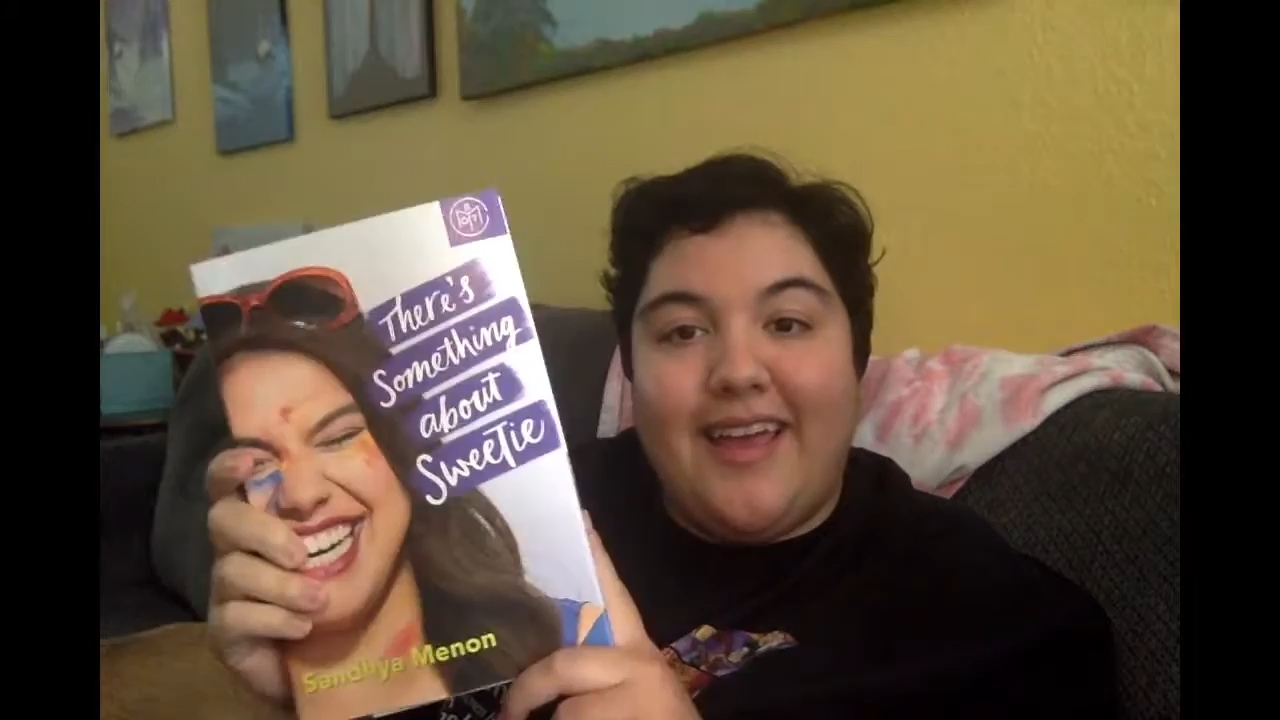 There's
Something
about
Sweetie
Sandhya Menon